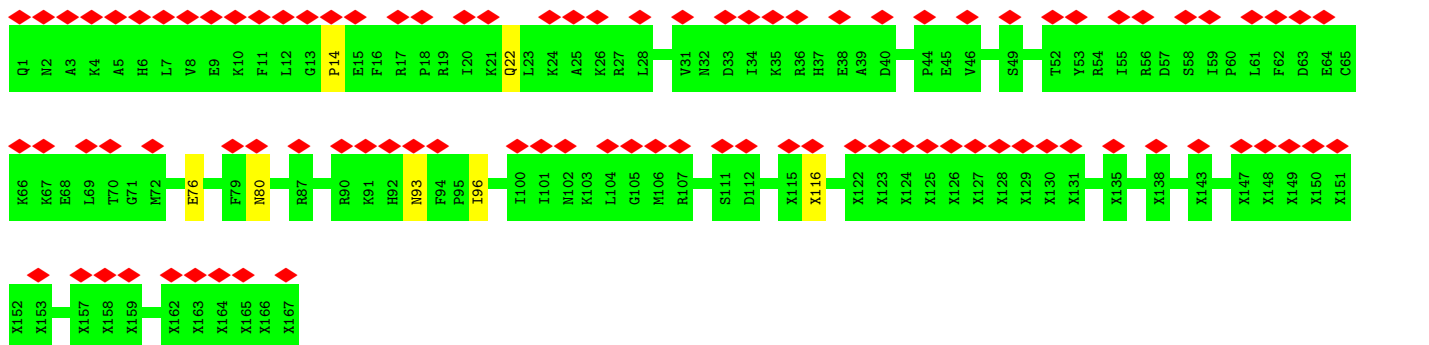 Q1 N2 A3 K4 A5 H6 L7 V8 E9 K10 F11 L12 G13 P14 E15 F16 R17 P18 R19 I20 K21 Q22 L23 K24 A25 K26 R27 L28 V31 N32 D33 I34 K35 R36 H37 E38 A39 D40 P44 E45 V46 S49 T52 Y53 R54 I55 R56 D57 S58 I59 P60 L61 F62 D63 E64 C65
K66 K67 E68 L69 T70 G71 M72 E76 F79 N80 R87 R90 K91 H92 N93 F94 P95 I96 I100 I101 N102 K103 L104 G105 M106 R107 S111 D112 X115 X116 X122 X123 X124 X125 X126 X127 X128 X129 X130 X131 X135 X138 X143 X147 X148 X149 X150 X151
X152 X153 X157 X158 X159 X162 X163 X164 X165 X166 X167